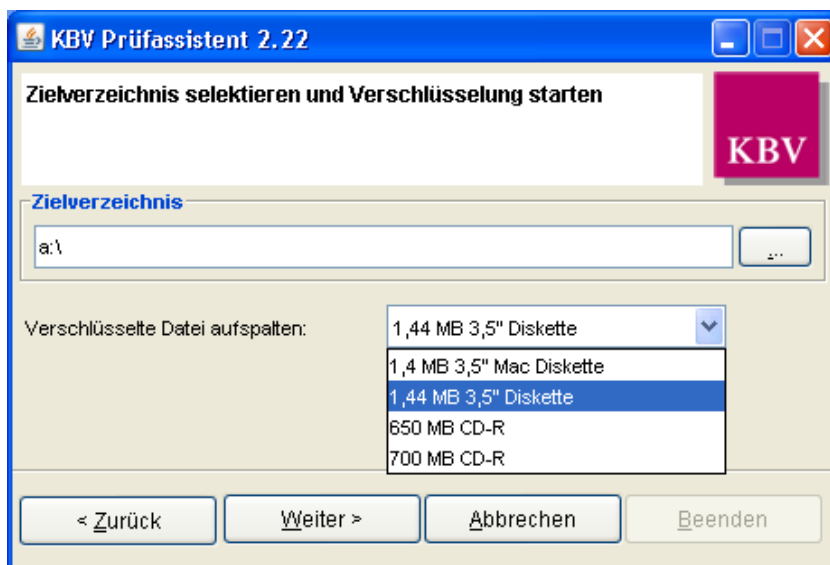 KBV Prüfassistent 2.22
Zielverzeichnis selektieren und Verschlüsselung starten
KBV
Zielverzeichnis
a:\
...
Verschlüsselte Datei aufspalten:
1,44 MB 3,5" Diskette
1,4 MB 3,5" Mac Diskette
1,44 MB 3,5" Diskette
650 MB CD-R
700 MB CD-R
< Zurück
Weiter >
Abbrechen
Beenden